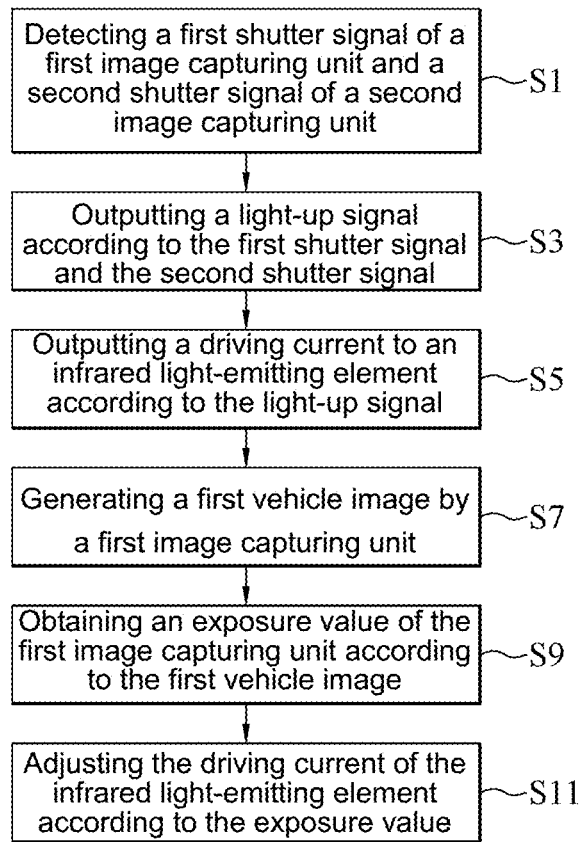 Detecting a first shutter signal of a
first image capturing unit and a
second shutter signal of a second
image capturing unit
S1
Outputting a light-up signal
according to the first shutter signal
and the second shutter signal
S3
Outputting a driving current to an
infrared light-emitting element
according to the light-up signal
S5
Generating a first vehicle image by
a first image capturing unit
S7
Obtaining an exposure value of the
first image capturing unit according
to the first vehicle image
S9
Adjusting the driving current of the
infrared light-emitting element
according to the exposure value
S11